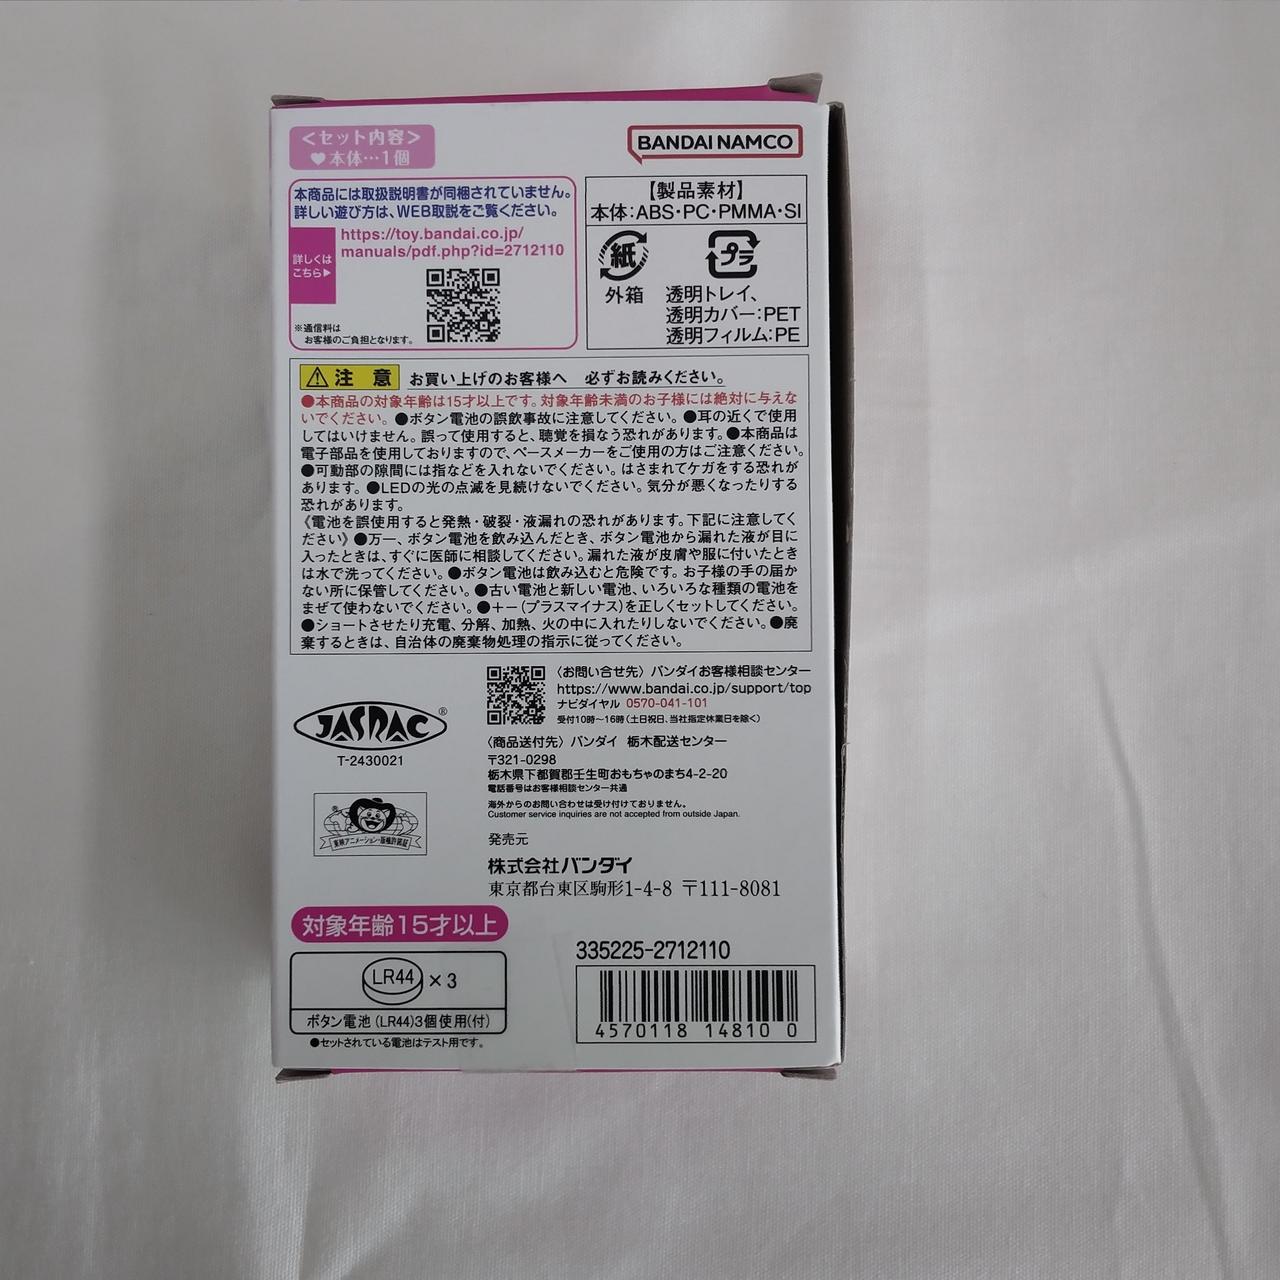 <セット内容>
♥本体…1個
BANDAI NAMCO
本商品には取扱説明書が同梱されていません。
詳しい遊び方は、WEB取説をご覧ください。
詳しくは
こちら▶
https://toy.bandai.co.jp/
manuals/pdf.php?id=2712110
※通信料は
お客様のご負担となります。
【製品素材】
本体:ABS・PC・PMMA・SI
紙
外箱
プラ
透明トレイ、
透明カバー:PET
透明フィルム:PE
注意 お買い上げのお客様へ 必ずお読みください。
●本商品の対象年齢は15才以上です。対象年齢未満のお子様には絶対に与えな
いでください。●ボタン電池の誤飲事故に注意してください。●耳の近くで使用
してはいけません。誤って使用すると、聴覚を損なう恐れがあります。●本商品は
電子部品を使用しておりますので、ペースメーカーをご使用の方はご注意ください。
●可動部の隙間には指などを入れないでください。はさまれてケガをする恐れが
あります。●LEDの光の点滅を見続けないでください。気分が悪くなったりする
恐れがあります。
《電池を誤使用すると発熱・破裂・液漏れの恐れがあります。下記に注意してく
ださい》●万一、ボタン電池を飲み込んだとき、ボタン電池から漏れた液が目に
入ったときは、すぐに医師に相談してください。漏れた液が皮膚や服に付いたとき
は水で洗ってください。●ボタン電池は飲み込むと危険です。お子様の手の届か
ない所に保管してください。●古い電池と新しい電池、いろいろな種類の電池を
まぜて使わないでください。●+−(プラスマイナス)を正しくセットしてください。
●ショートさせたり充電、分解、加熱、火の中に入れたりしないでください。●廃
棄するときは、自治体の廃棄物処理の指示に従ってください。
〈お問い合せ先〉バンダイお客様相談センター
https://www.bandai.co.jp/support/top
ナビダイヤル 0570-041-101
受付10時~16時(土日祝日、当社指定休業日を除く)
JASRAC®
T-2430021
〈商品送付先〉バンダイ 栃木配送センター
〒321-0298
栃木県下都賀郡壬生町おもちゃのまち4-2-20
電話番号はお客様相談センター共通
海外からのお問い合わせは受け付けておりません。
Customer service inquiries are not accepted from outside Japan.
東映アニメーション・版権許諾証
発売元
株式会社バンダイ
東京都台東区駒形1-4-8 〒111-8081
対象年齢15才以上
LR44 ×3
ボタン電池(LR44)3個使用(付)
●セットされている電池はテスト用です。
335225-2712110
4570118 14810 0